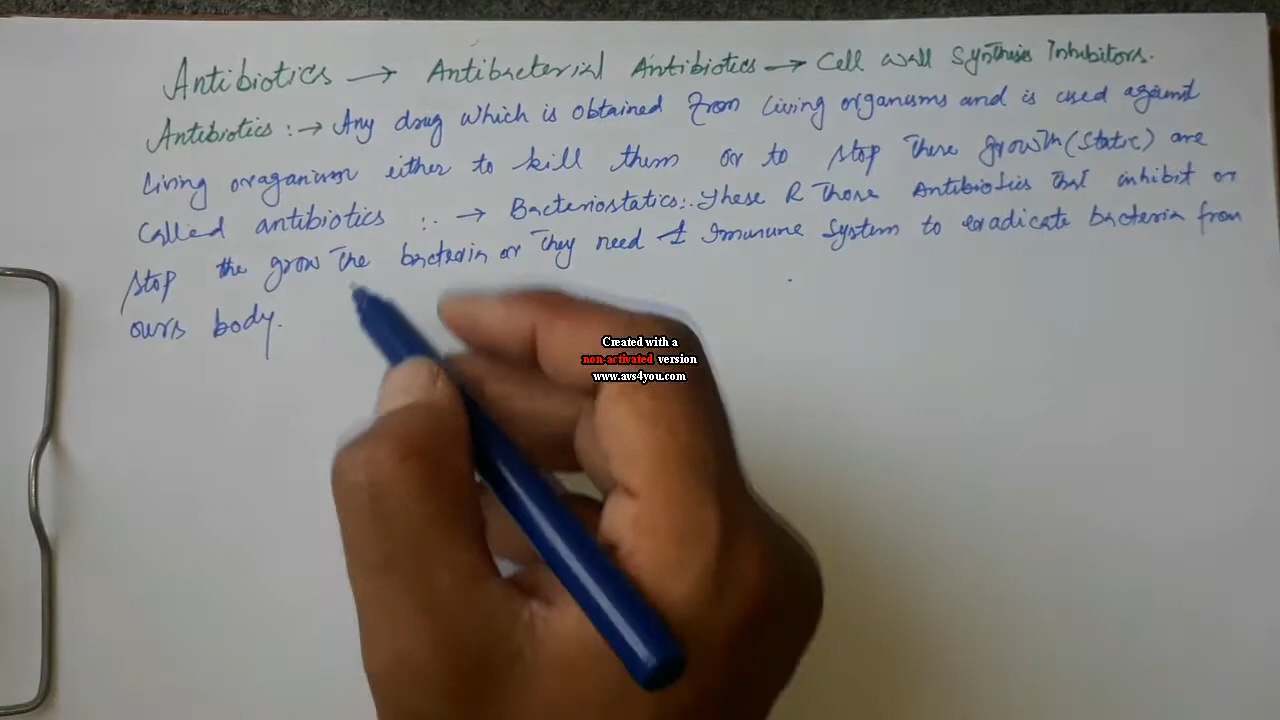 Antibiotics → Antibacterial Antibiotics → Cell wall Synthesis Inhibitors.
Antibiotics :→ Any drug which is obtained from living organisms and is used against
living oraganism either to kill them or to stop there growth (static) are
called antibiotics :. → Bacteriostatics:. These R Those Antibiotics that inhibit or
stop the grow the bacteria or They need I Immune System to eradicate bacteria from
ours body.
Created with a
non-activated version
www.avs4you.com